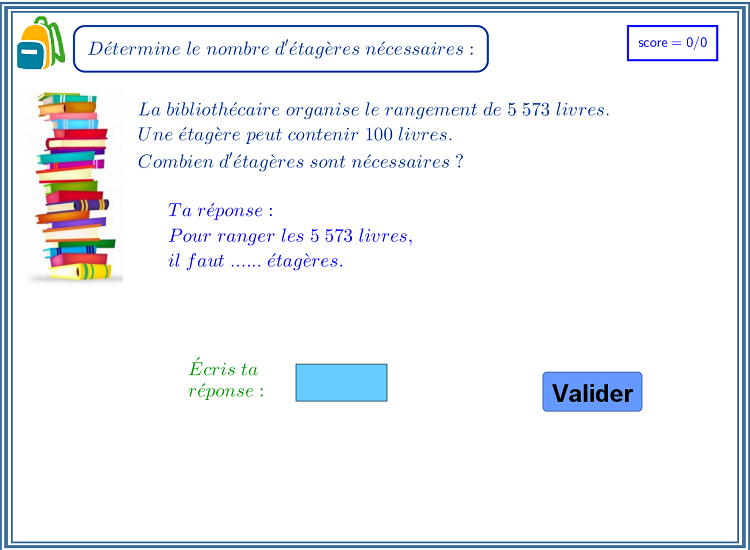 Détermine le nombre d'étagères nécessaires :
score = 0/0
La bibliothécaire organise le rangement de 5 573 livres.
Une étagère peut contenir 100 livres.
Combien d'étagères sont nécessaires ?
Ta réponse :
Pour ranger les 5 573 livres,
il faut ...... étagères.
Écris ta
réponse :
Valider